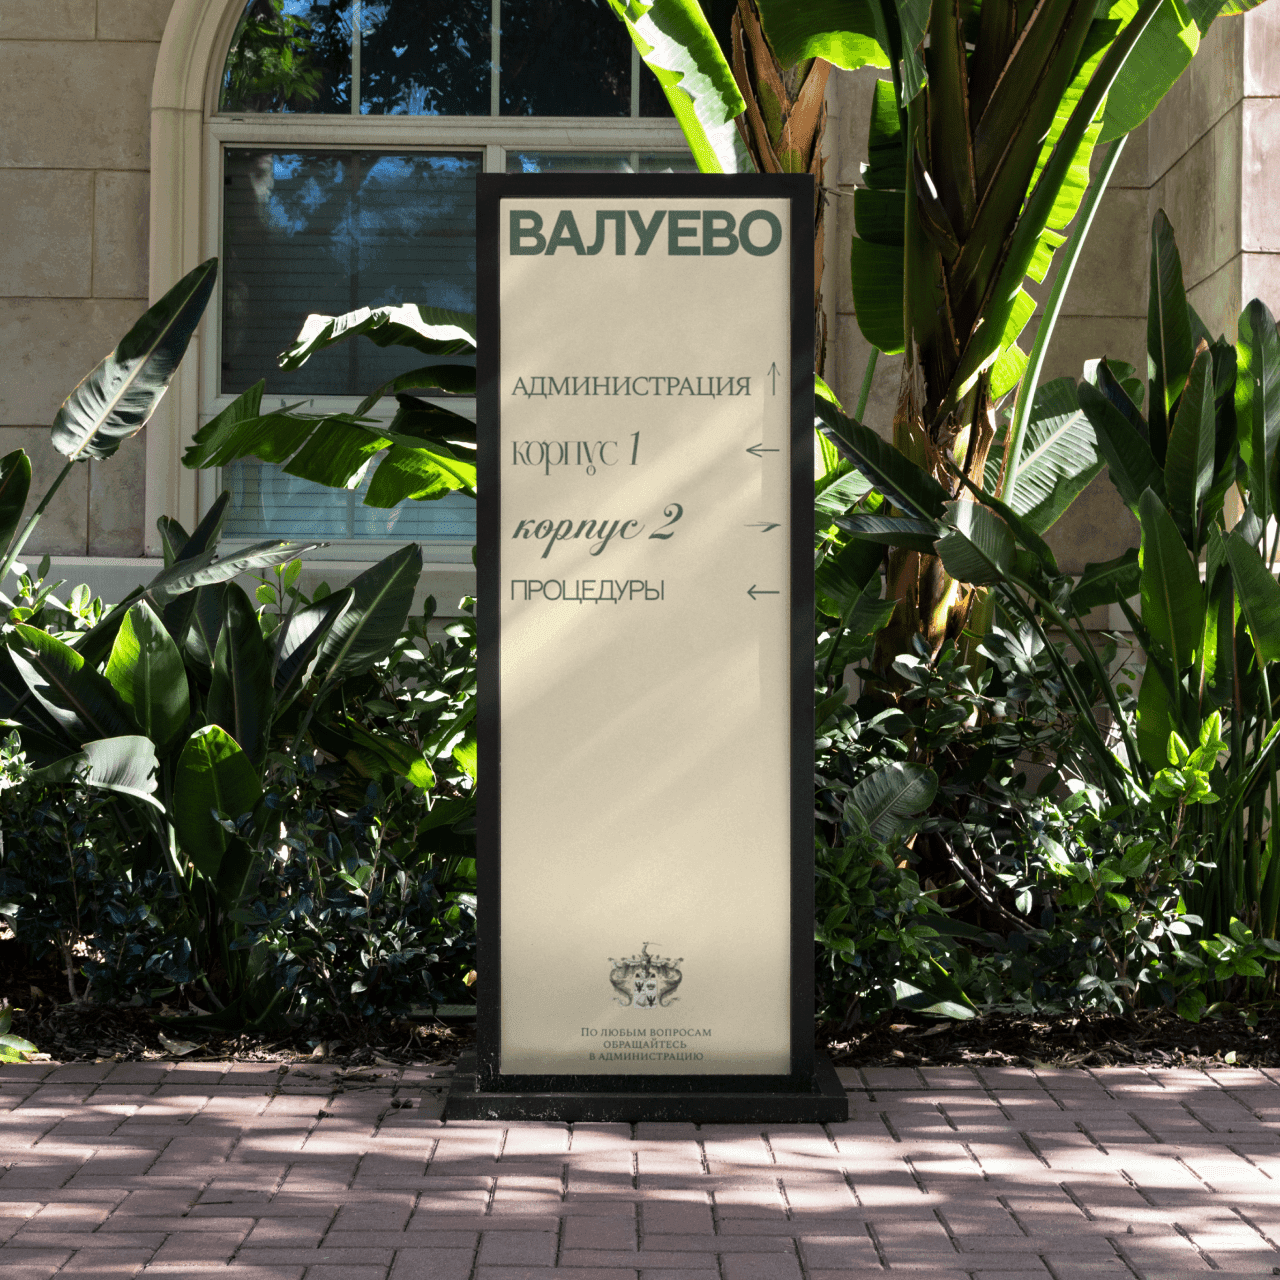 ВАЛУЕВО
АДМИНИСТРАЦИЯ ↑
корпус 1 ←
корпус 2 →
ПРОЦЕДУРЫ ←
По любым вопросам
обращайтесь
в администрацию